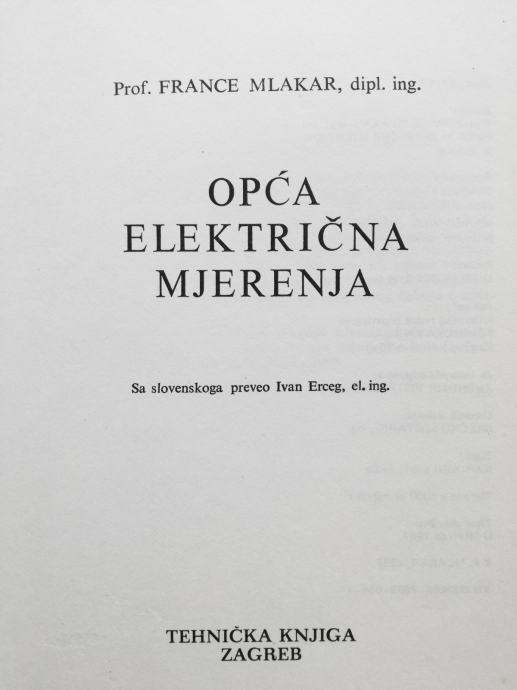 Prof. FRANCE MLAKAR, dipl. ing.
OPĆA
ELEKTRIČNA
MJERENJA
Sa slovenskoga preveo Ivan Erceg, el. ing.
TEHNIČKA KNJIGA
ZAGREB